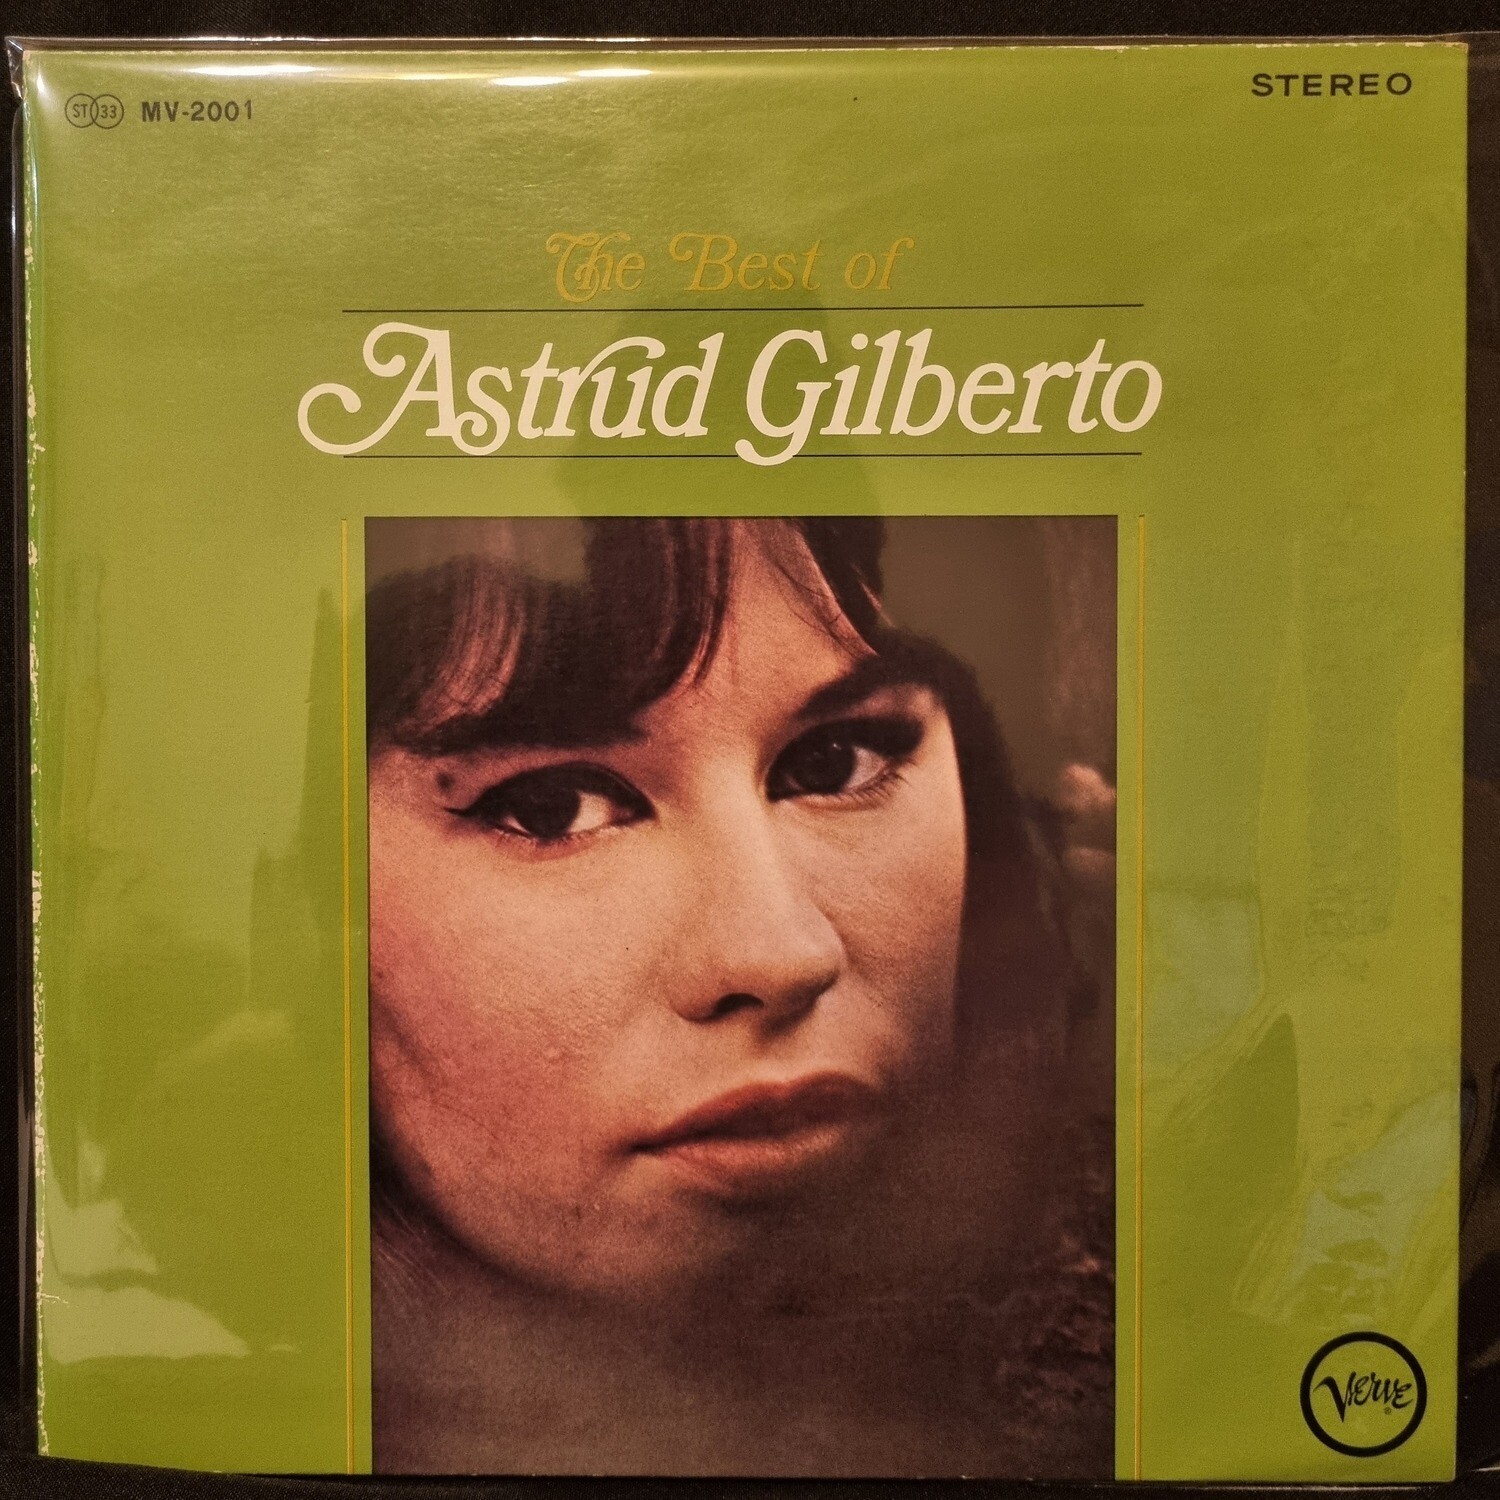 ST 33 MV-2001
STEREO
The Best of
Astrud Gilberto
Verve
®